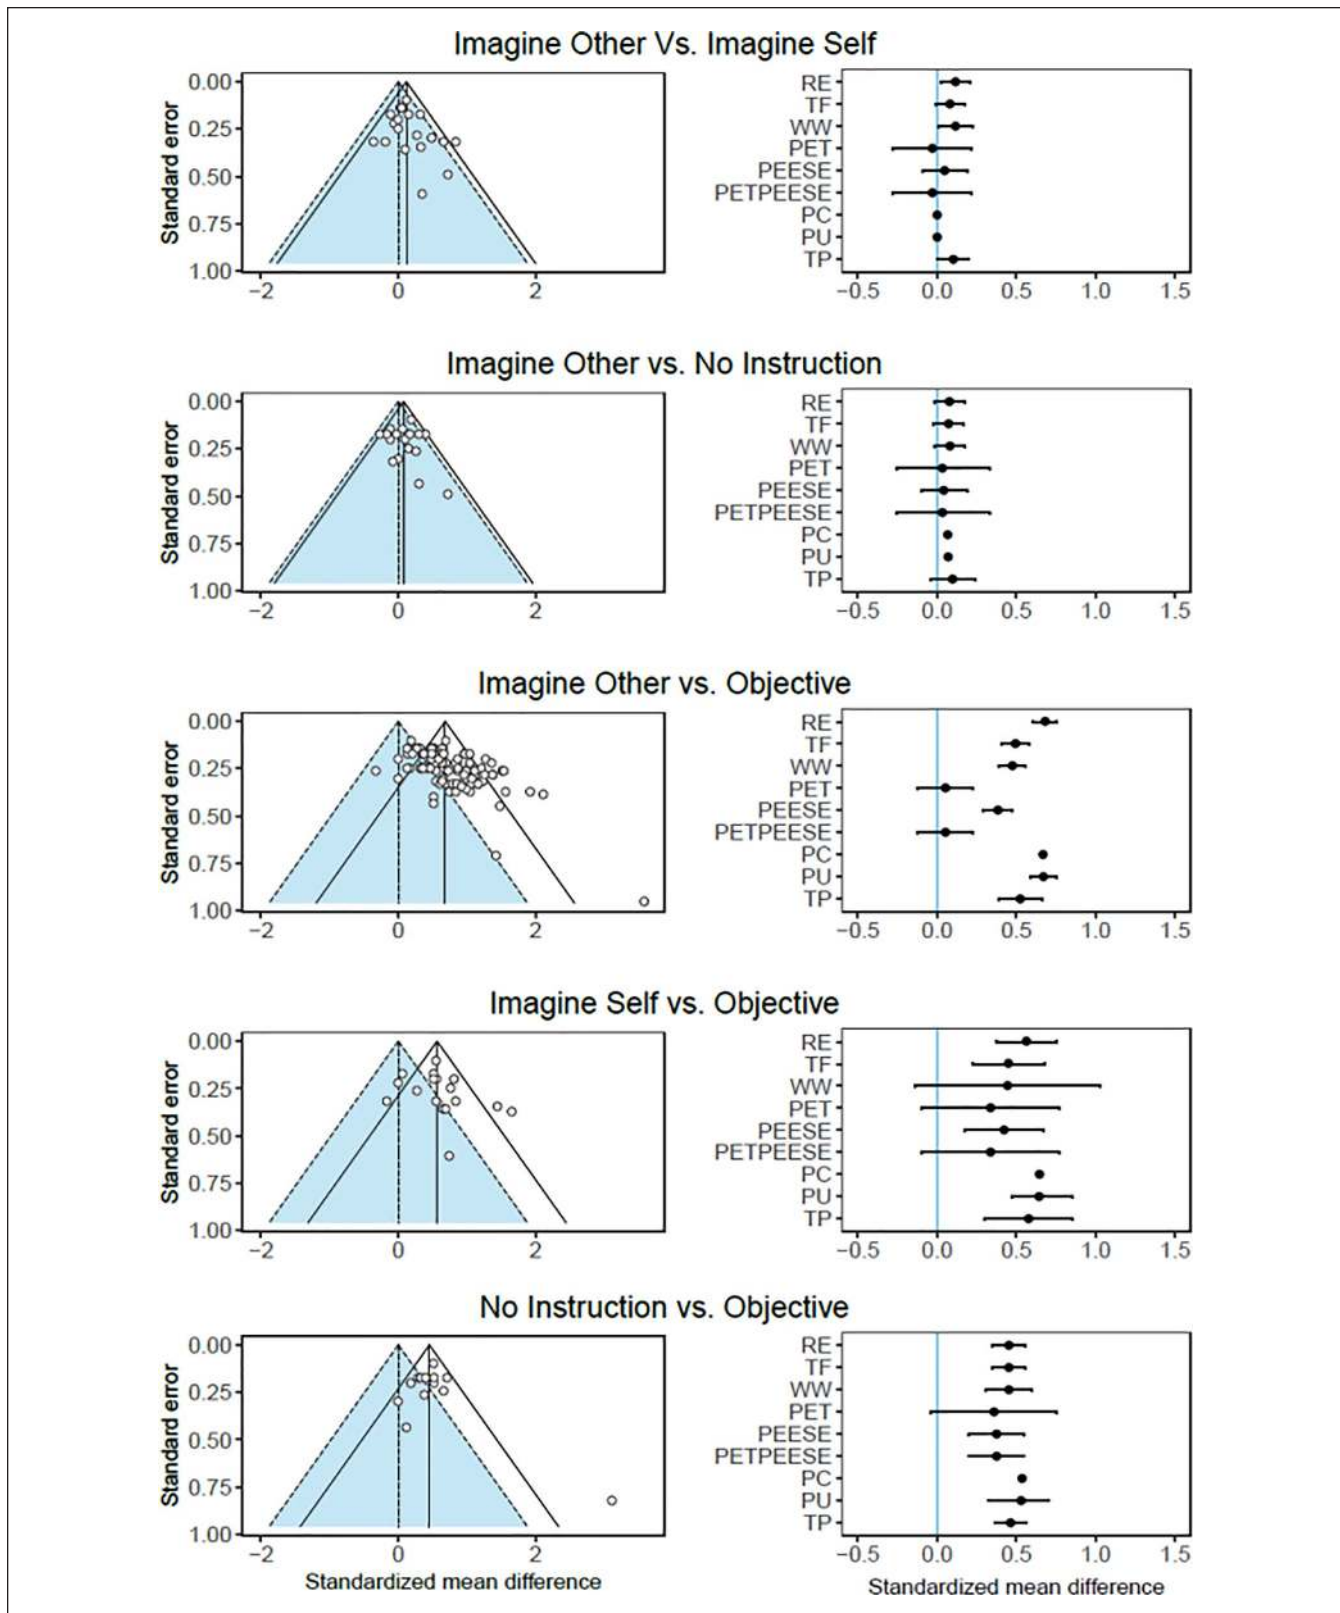 Imagine Other Vs. Imagine Self
Standard error
0.00
0.25
0.50
0.75
1.00
−2 0 2
RE
TF
WW
PET
PEESE
PETPEESE
PC
PU
TP
−0.5 0.0 0.5 1.0 1.5
Imagine Other vs. No Instruction
Standard error
0.00
0.25
0.50
0.75
1.00
−2 0 2
RE
TF
WW
PET
PEESE
PETPEESE
PC
PU
TP
−0.5 0.0 0.5 1.0 1.5
Imagine Other vs. Objective
Standard error
0.00
0.25
0.50
0.75
1.00
−2 0 2
RE
TF
WW
PET
PEESE
PETPEESE
PC
PU
TP
−0.5 0.0 0.5 1.0 1.5
Imagine Self vs. Objective
Standard error
0.00
0.25
0.50
0.75
1.00
−2 0 2
RE
TF
WW
PET
PEESE
PETPEESE
PC
PU
TP
−0.5 0.0 0.5 1.0 1.5
No Instruction vs. Objective
Standard error
0.00
0.25
0.50
0.75
1.00
−2 0 2
Standardized mean difference
RE
TF
WW
PET
PEESE
PETPEESE
PC
PU
TP
−0.5 0.0 0.5 1.0 1.5
Standardized mean difference